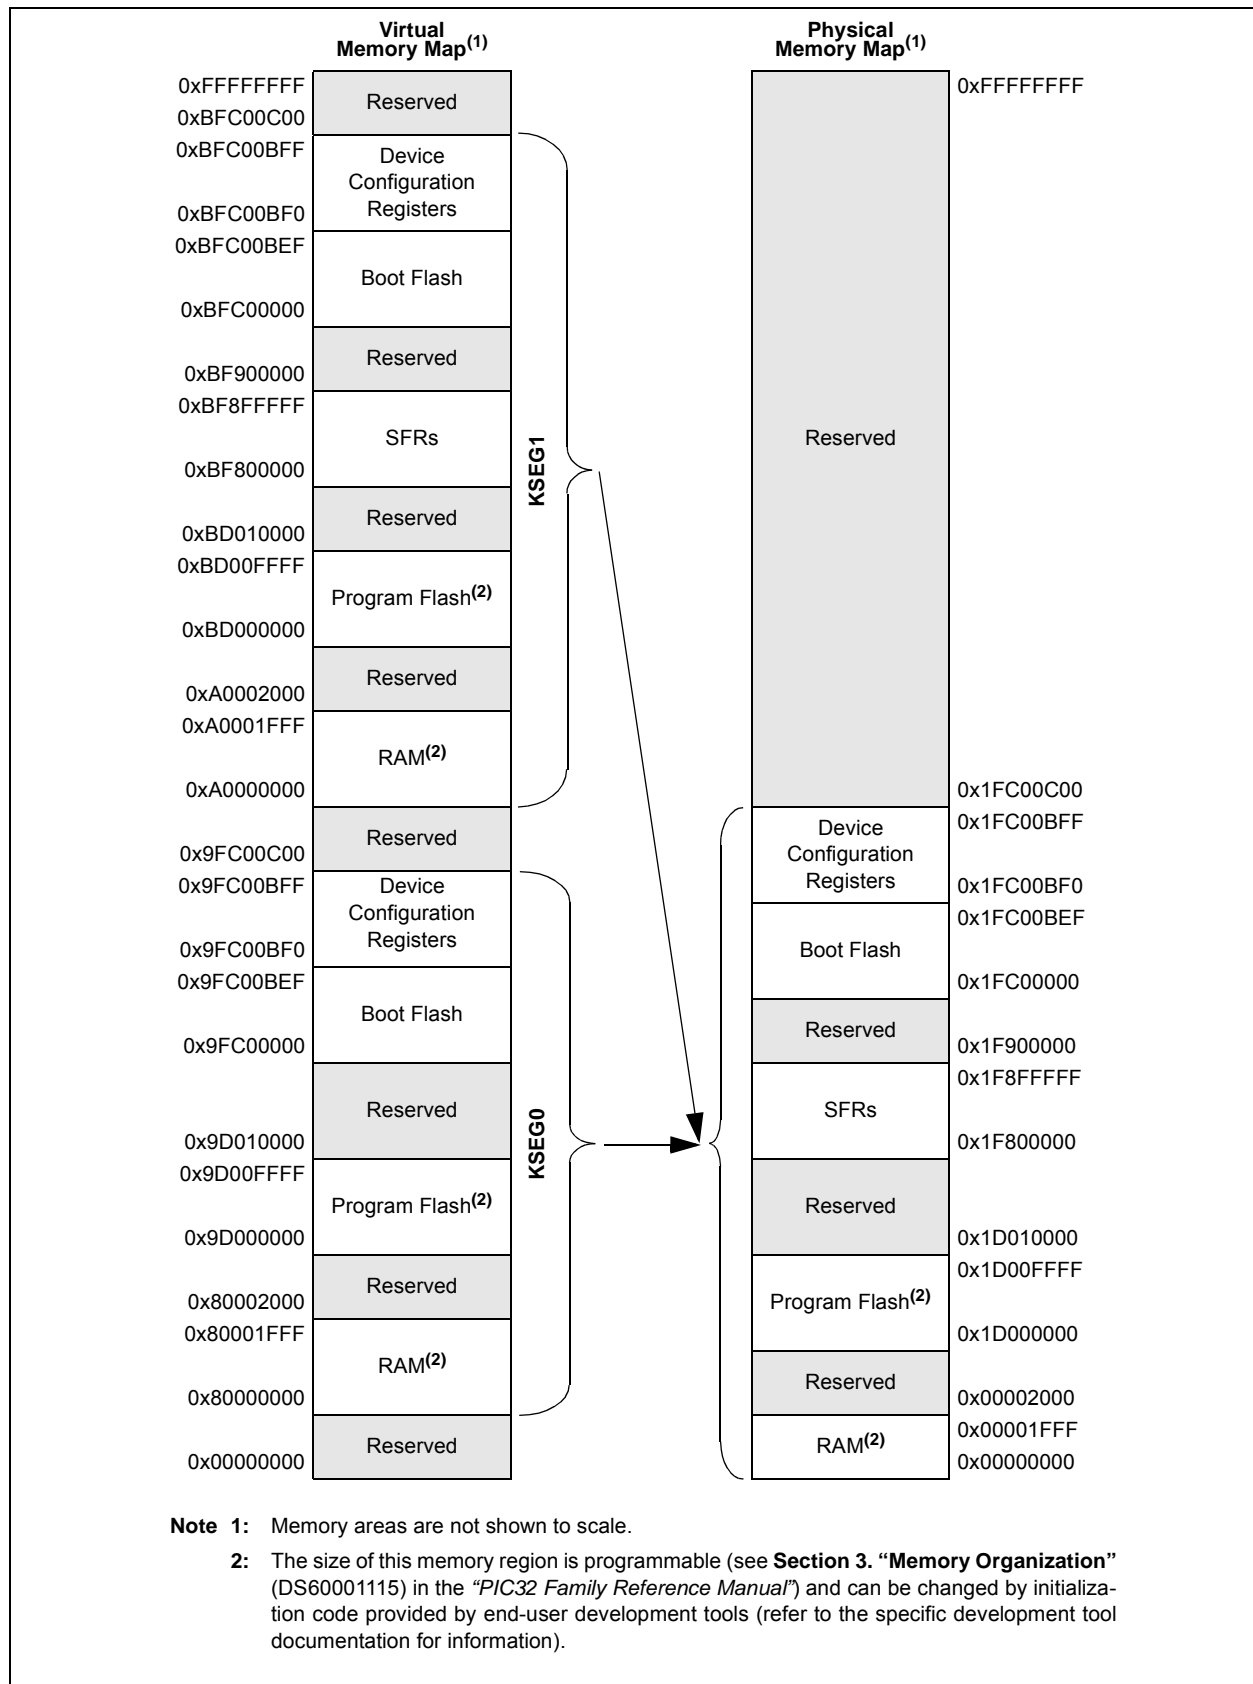 Virtual
Memory Map(1)
Physical
Memory Map(1)
0xFFFFFFFF
Reserved
0xBFC00C00
0xBFC00BFF
Device
Configuration
Registers
0xBFC00BF0
0xBFC00BEF
Boot Flash
0xBFC00000
Reserved
0xBF900000
0xBF8FFFFF
SFRs
0xBF800000
Reserved
0xBD010000
0xBD00FFFF
Program Flash(2)
0xBD000000
Reserved
0xA0002000
0xA0001FFF
RAM(2)
0xA0000000
KSEG1
Reserved
0x9FC00C00
0x9FC00BFF
Device
Configuration
Registers
0x9FC00BF0
0x9FC00BEF
Boot Flash
0x9FC00000
Reserved
0x9D010000
0x9D00FFFF
Program Flash(2)
0x9D000000
Reserved
0x80002000
0x80001FFF
RAM(2)
0x80000000
KSEG0
Reserved
0x00000000
0xFFFFFFFF
Reserved
0x1FC00C00
0x1FC00BFF
Device
Configuration
Registers
0x1FC00BF0
0x1FC00BEF
Boot Flash
0x1FC00000
Reserved
0x1F900000
0x1F8FFFFF
SFRs
0x1F800000
Reserved
0x1D010000
0x1D00FFFF
Program Flash(2)
0x1D000000
Reserved
0x00002000
0x00001FFF
RAM(2)
0x00000000
Note 1: Memory areas are not shown to scale.
2: The size of this memory region is programmable (see Section 3. “Memory Organization”
(DS60001115) in the “PIC32 Family Reference Manual”) and can be changed by initializa-
tion code provided by end-user development tools (refer to the specific development tool
documentation for information).